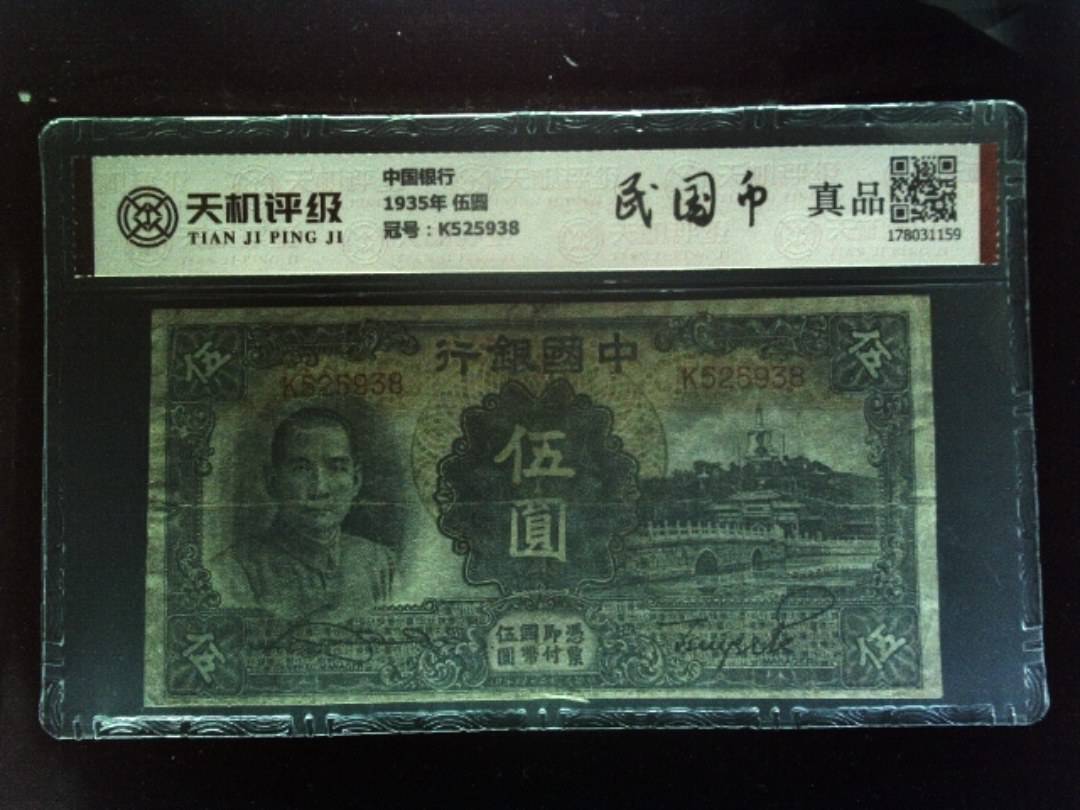 天机评级
TIAN JI PING JI
中国银行
1935年 伍圆
冠号：K525938
民国币
真品
178031159
行銀國中
伍
伍
K525938
K525938
伍
圓
憑票
即付
國幣
伍圓
伍
伍